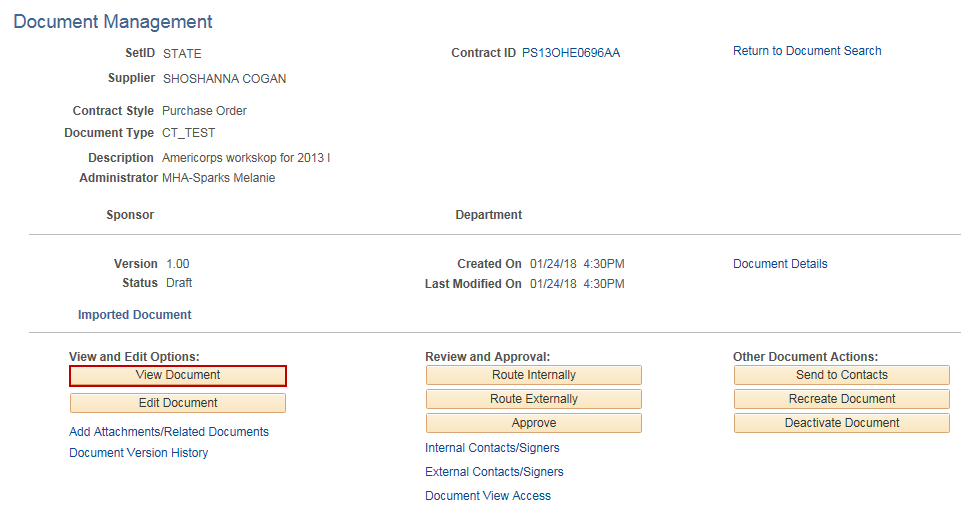 Document Management
SetID STATE Contract ID PS13OHE0696AA Return to Document Search
Supplier SHOSHANNA COGAN
Contract Style Purchase Order
Document Type CT_TEST
Description Americorps workskop for 2013 I
Administrator MHA-Sparks Melanie
Sponsor Department
Version 1.00 Created On 01/24/18 4:30PM Document Details
Status Draft Last Modified On 01/24/18 4:30PM
Imported Document
View and Edit Options: Review and Approval: Other Document Actions:
View Document Route Internally Send to Contacts
Edit Document Route Externally Recreate Document
Approve Deactivate Document
Add Attachments/Related Documents
Internal Contacts/Signers
Document Version History
External Contacts/Signers
Document View Access